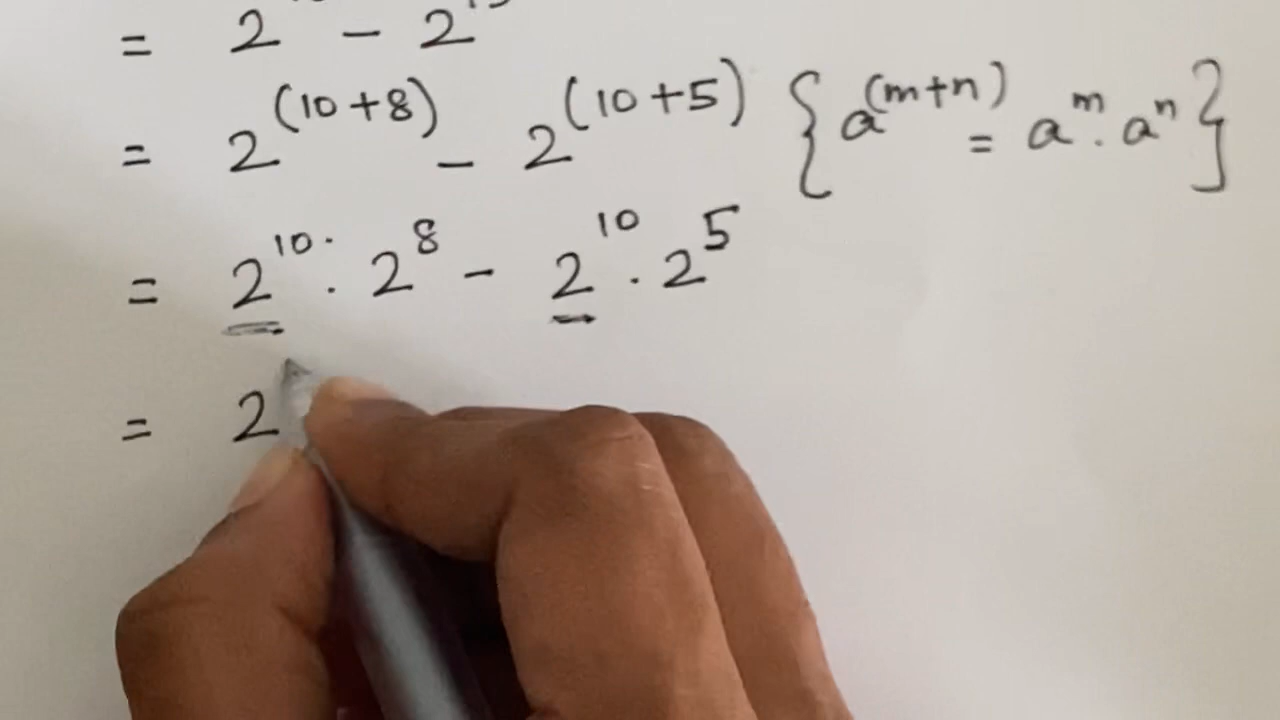 = 2 - 2
= 2^(10+8) - 2^(10+5) { a^(m+n) = a^m . a^n }
= 2^10 . 2^8 - 2^10 . 2^5
= 2